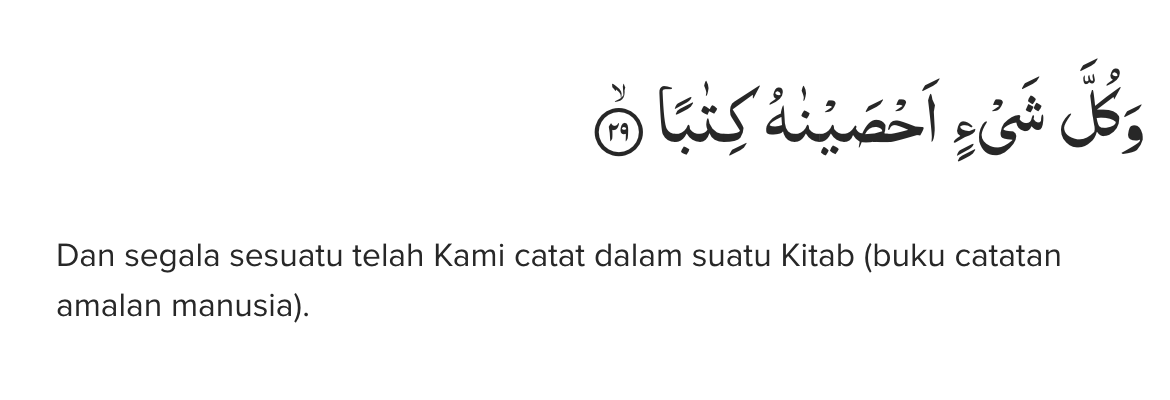 وَكُلَّ شَيْءٍ اَحْصَيْنٰهُ كِتٰبًاۙ ٢٩
Dan segala sesuatu telah Kami catat dalam suatu Kitab (buku catatan
amalan manusia).